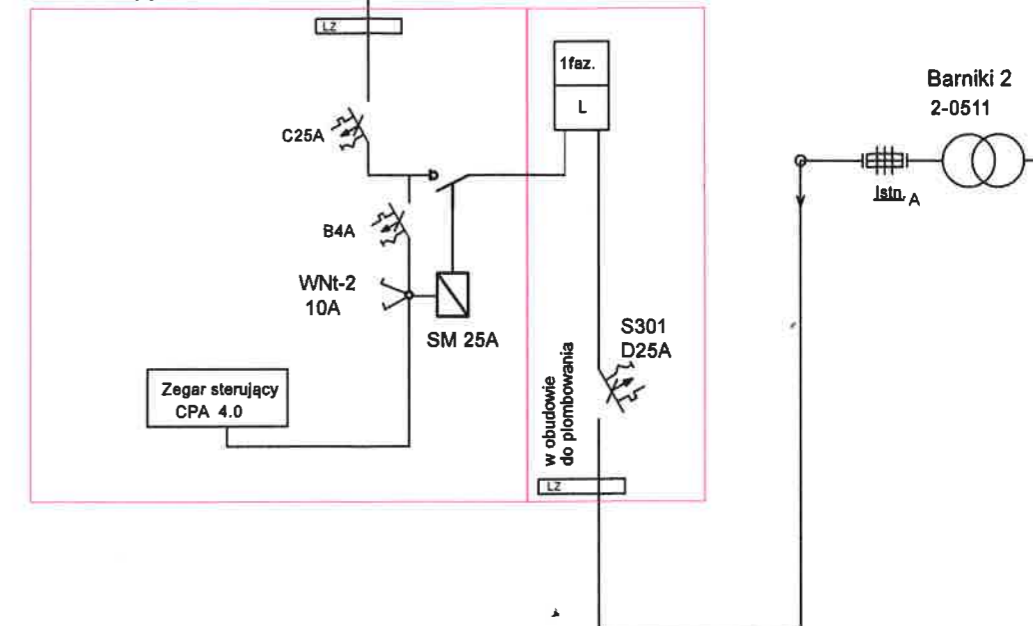 LZ
1faz.
L
Barniki 2
2-0511
C25A
Istn. A
B4A
WNt-2
10A
SM 25A
S301
D25A
w obudowie
do plombowania
Zegar sterujący
CPA 4.0
LZ